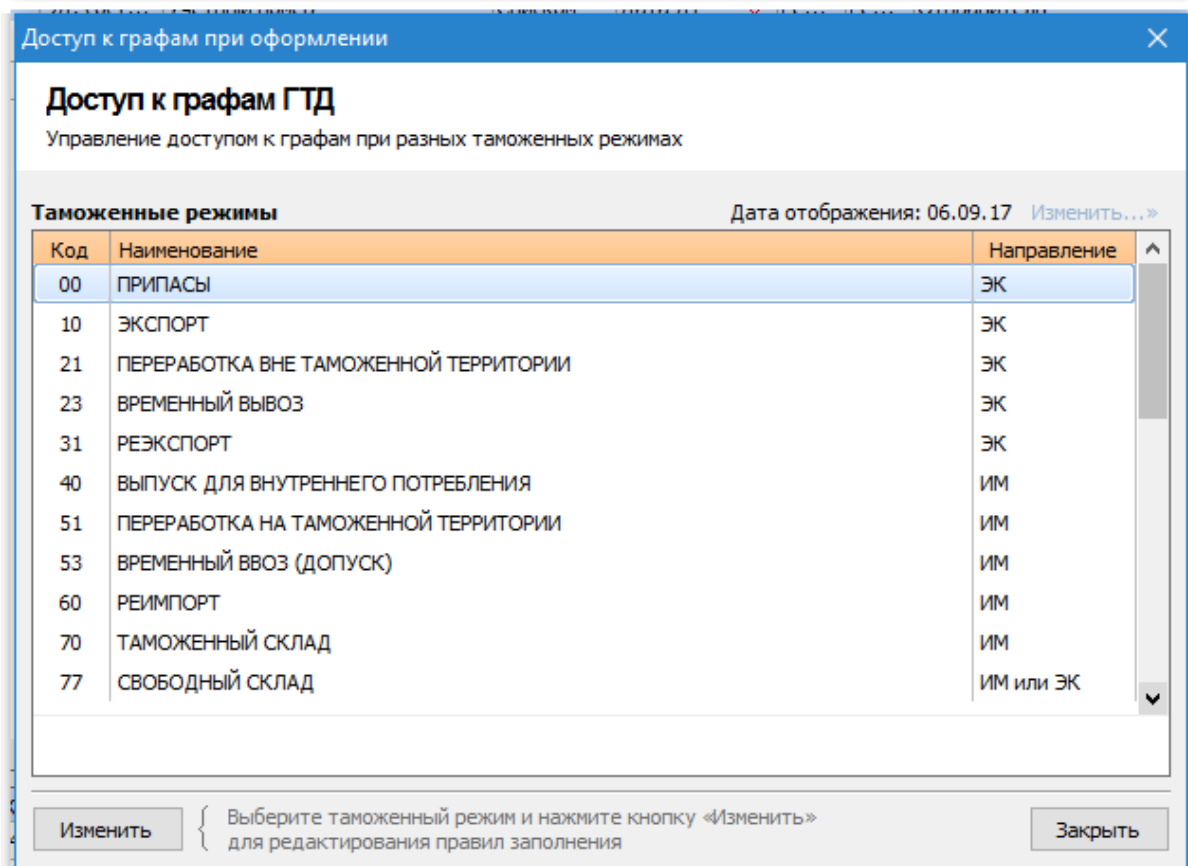 Доступ к графам при оформлении
Доступ к графам ГТД
Управление доступом к графам при разных таможенных режимах
Таможенные режимы Дата отображения: 06.09.17 Изменить...»
Код Наименование Направление
00 ПРИПАСЫ ЭК
10 ЭКСПОРТ ЭК
21 ПЕРЕРАБОТКА ВНЕ ТАМОЖЕННОЙ ТЕРРИТОРИИ ЭК
23 ВРЕМЕННЫЙ ВЫВОЗ ЭК
31 РЕЭКСПОРТ ЭК
40 ВЫПУСК ДЛЯ ВНУТРЕННЕГО ПОТРЕБЛЕНИЯ ИМ
51 ПЕРЕРАБОТКА НА ТАМОЖЕННОЙ ТЕРРИТОРИИ ИМ
53 ВРЕМЕННЫЙ ВВОЗ (ДОПУСК) ИМ
60 РЕИМПОРТ ИМ
70 ТАМОЖЕННЫЙ СКЛАД ИМ
77 СВОБОДНЫЙ СКЛАД ИМ или ЭК
Изменить
Выберите таможенный режим и нажмите кнопку «Изменить»
для редактирования правил заполнения
Закрыть